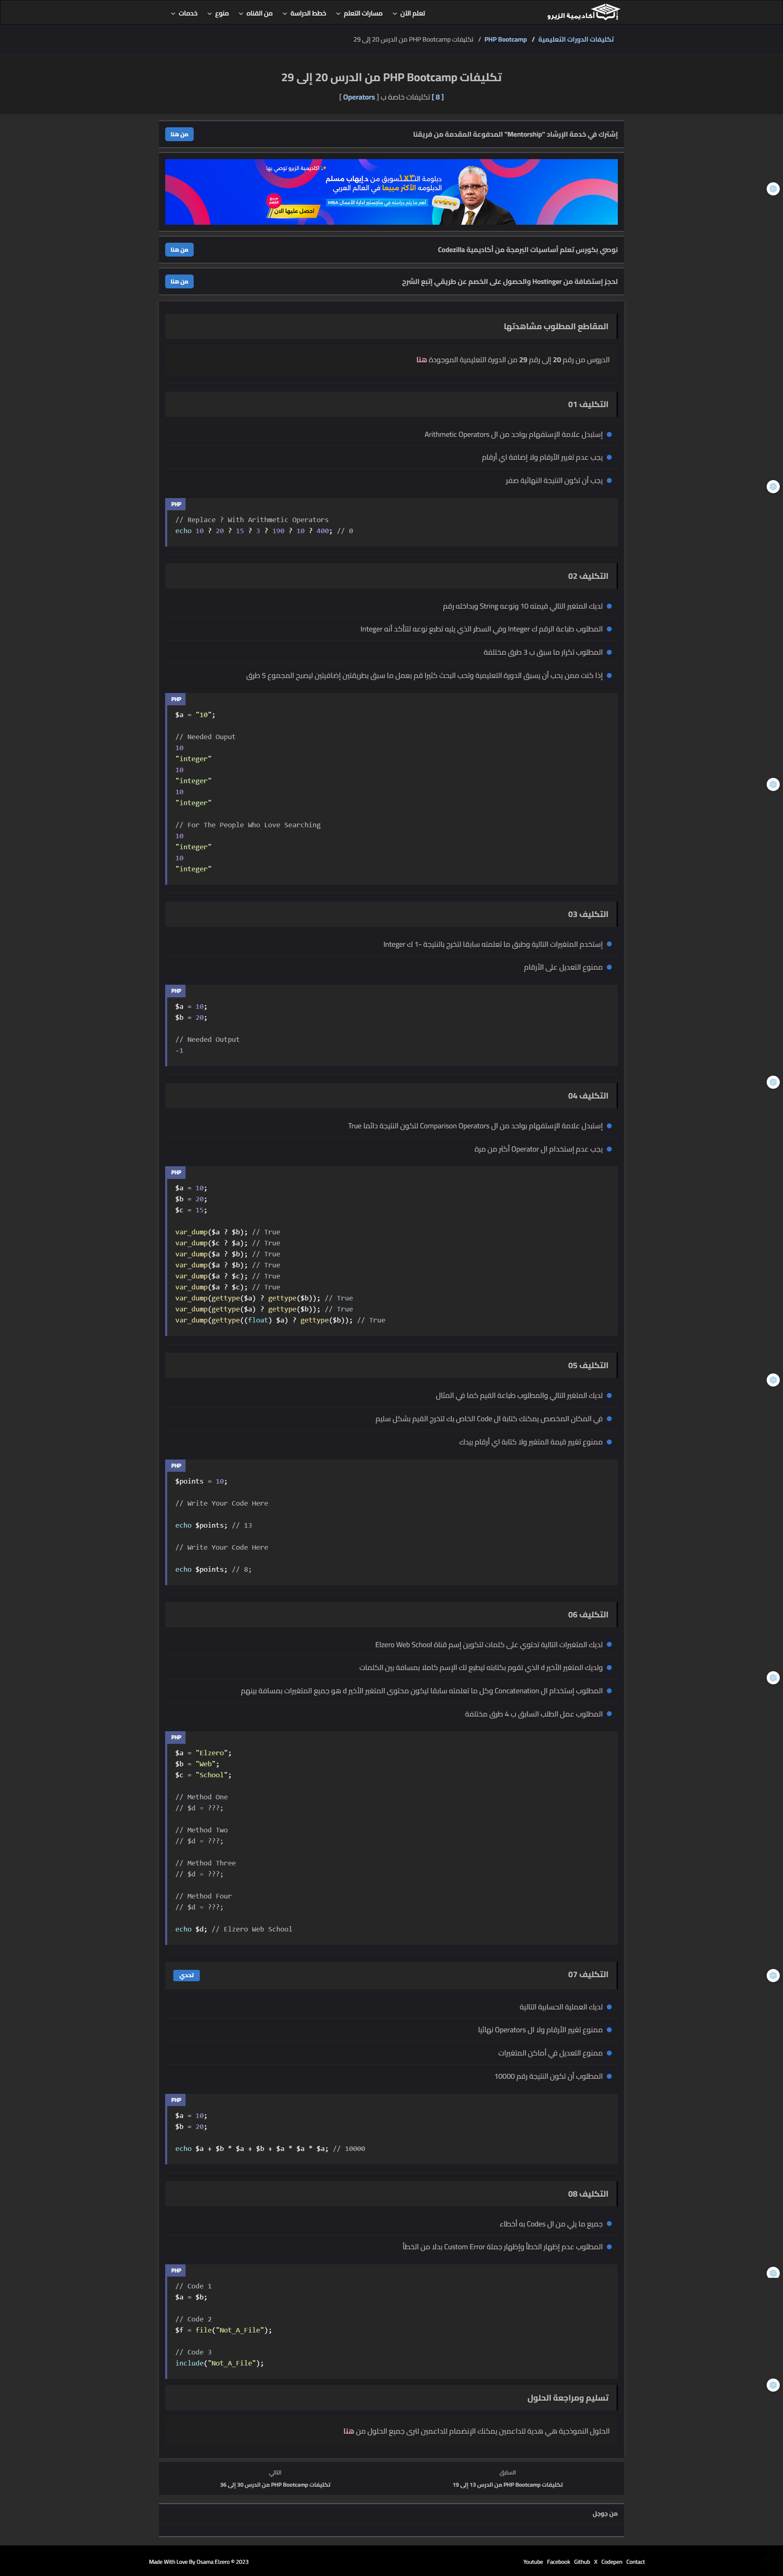 أكاديمية الزيرو
تعلم الآن
مسارات التعلم
خطط الدراسة
من القناه
منوع
خدمات
تكليفات الدورات التعليمية / PHP Bootcamp / تكليفات PHP Bootcamp من الدرس 20 إلى 29
تكليفات PHP Bootcamp من الدرس 20 إلى 29
[ 8 ] تكليفات خاصة ب [ Operators ]
إشترك في خدمة الإرشاد "Mentorship" المدفوعة المقدمة من فريقنا
من هنا
أكاديمية الزيرو توصي بها
دبلومة التسويق من د.إيهاب مسلم
الدبلومه الأكثر مبيعا في العالم العربي
أهم ما يتم دراسته في ماجستير ادارة الأعمال MBA
احصل عليها الآن
نوصي بكورس تعلم أساسيات البرمجة من أكاديمية Codezilla
من هنا
لحجز إستضافة من Hostinger والحصول على الخصم عن طريقي إتبع الشرح
من هنا
المقاطع المطلوب مشاهدتها
الدروس من رقم 20 إلى رقم 29 من الدورة التعليمية الموجودة هنا
التكليف 01
إستبدل علامة الإستفهام بواحد من ال Arithmetic Operators
يجب عدم تغيير الأرقام ولا إضافة اي أرقام
يجب أن تكون النتيجة النهائية صفر
PHP
// Replace ? With Arithmetic Operators
echo 10 ? 20 ? 15 ? 3 ? 190 ? 10 ? 400; // 0
التكليف 02
لديك المتغير التالي قيمته 10 ونوعه String وبداخله رقم
المطلوب طباعة الرقم ك Integer وفي السطر الذي يليه تطبع نوعه لتتأكد أنه Integer
المطلوب تكرار ما سبق ب 3 طرق مختلفة
إذا كنت ممن يحب أن يسبق الدورة التعليمية وتحب البحث كثيرا قم بعمل ما سبق بطريقتين إضافيتين ليصبح المجموع 5 طرق
PHP
$a = "10";
// Needed Ouput
10
"integer"
10
"integer"
10
"integer"
// For The People Who Love Searching
10
"integer"
10
"integer"
التكليف 03
إستخدم المتغيرات التالية وطبق ما تعلمته سابقا لتخرج بالنتيجة -1 ك Integer
ممنوع التعديل على الأرقام
PHP
$a = 10;
$b = 20;
// Needed Output
-1
التكليف 04
إستبدل علامة الإستفهام بواحد من ال Comparison Operators لتكون النتيجة دائما True
يجب عدم إستخدام ال Operator أكثر من مرة
PHP
$a = 10;
$b = 20;
$c = 15;
var_dump($a ? $b); // True
var_dump($c ? $a); // True
var_dump($a ? $b); // True
var_dump($a ? $b); // True
var_dump($a ? $c); // True
var_dump($a ? $c); // True
var_dump(gettype($a) ? gettype($b)); // True
var_dump(gettype($a) ? gettype($b)); // True
var_dump(gettype((float) $a) ? gettype($b)); // True
التكليف 05
لديك المتغير التالي والمطلوب طباعة القيم كما في المثال
في المكان المخصص يمكنك كتابة ال Code الخاص بك لتخرج القيم بشكل سليم
ممنوع تغيير قيمة المتغير ولا كتابة اي أرقام بيدك
PHP
$points = 10;
// Write Your Code Here
echo $points; // 13
// Write Your Code Here
echo $points; // 8;
التكليف 06
لديك المتغيرات التالية تحتوي على كلمات لتكوين إسم قناة Elzero Web School
ولديك المتغير الأخير d الذي تقوم بكتابته ليطبع لك الإسم كاملا بمسافة بين الكلمات
المطلوب إستخدام ال Concatenation وكل ما تعلمته سابقا ليكون محتوى المتغير الأخير d هو جميع المتغيرات بمسافة بينهم
المطلوب عمل الطلب السابق ب 4 طرق مختلفة
PHP
$a = "Elzero";
$b = "Web";
$c = "School";
// Method One
// $d = ???;
// Method Two
// $d = ???;
// Method Three
// $d = ???;
// Method Four
// $d = ???;
echo $d; // Elzero Web School
التكليف 07
تحدي
لديك العملية الحسابية التالية
ممنوع تغيير الأرقام ولا ال Operators نهائيا
ممنوع التعديل في أماكن المتغيرات
المطلوب أن تكون النتيجة رقم 10000
PHP
$a = 10;
$b = 20;
echo $a + $b * $a + $b + $a * $a * $a; // 10000
التكليف 08
جميع ما يلي من ال Codes به أخطاء
المطلوب عدم إظهار الخطأ وإظهار جملة Custom Error بدلا من الخطأ
PHP
// Code 1
$a = $b;
// Code 2
$f = file("Not_A_File");
// Code 3
include("Not_A_File");
تسليم ومراجعة الحلول
الحلول النموذجية هي هدية للداعمين يمكنك الإنضمام للداعمين لترى جميع الحلول من هنا
السابق
تكليفات PHP Bootcamp من الدرس 13 إلى 19
التالي
تكليفات PHP Bootcamp من الدرس 30 إلى 36
من جوجل
Made With Love By Osama Elzero © 2023
Youtube Facebook Github X Codepen Contact